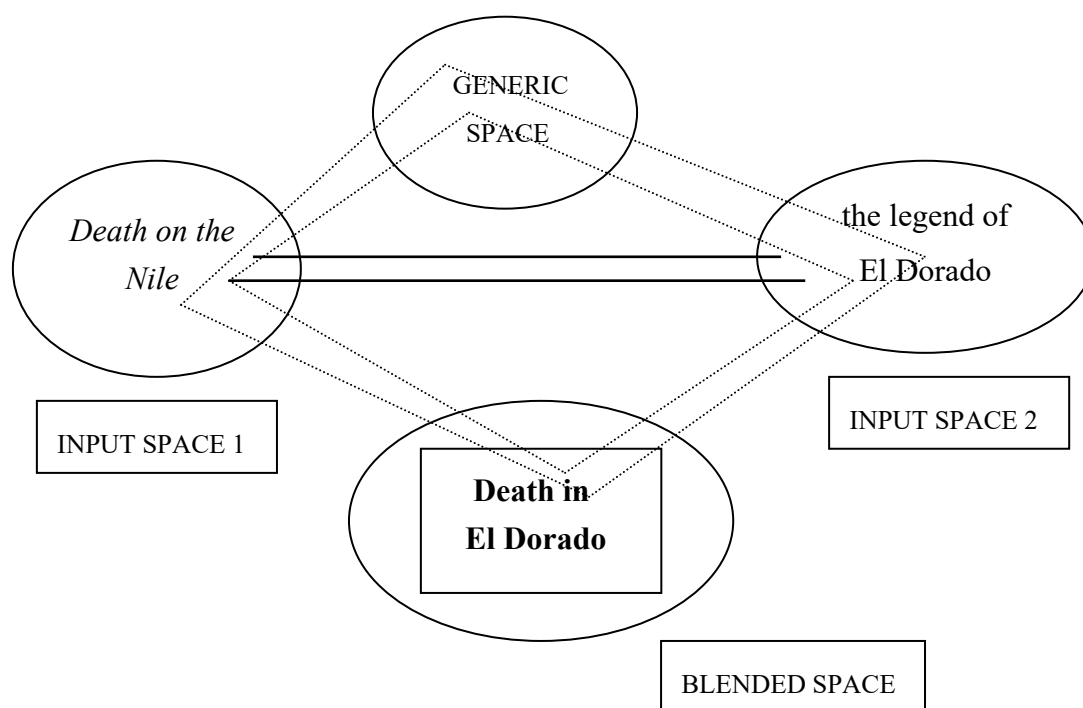 GENERIC
SPACE
Death on the
Nile
the legend of
El Dorado
INPUT SPACE 1
INPUT SPACE 2
Death in
El Dorado
BLENDED SPACE